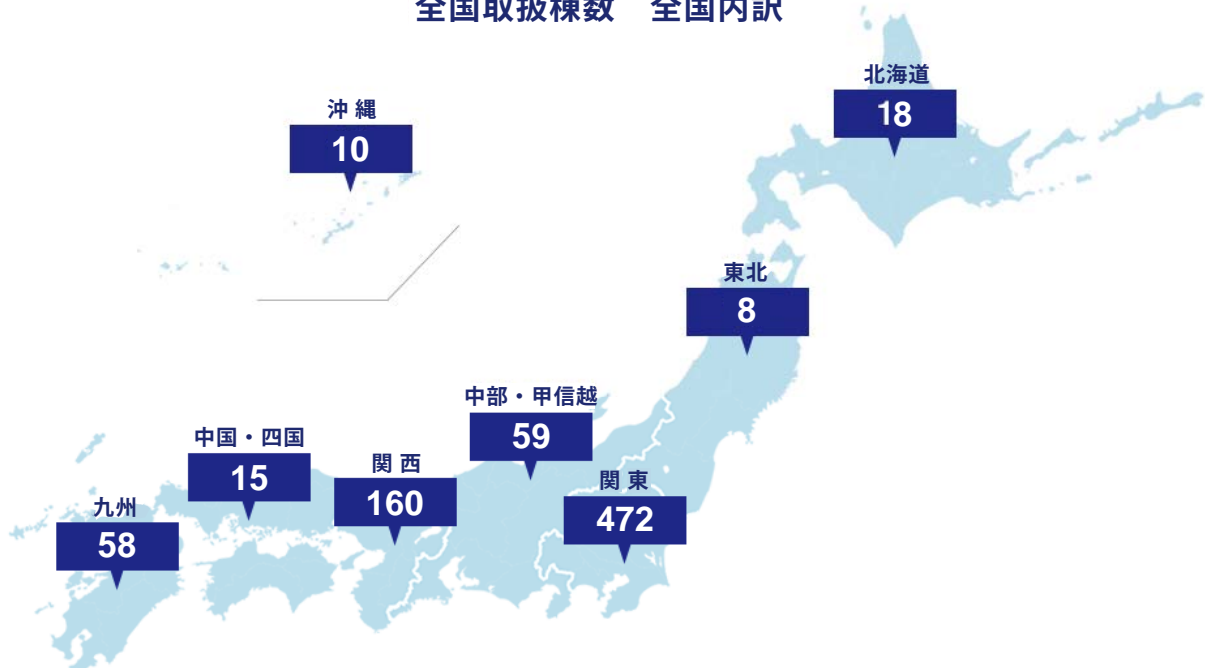 全国取扱棟数　全国内訳
北海道
18
沖 縄
10
東北
8
中部・甲信越
59
中国・四国
15
関 西
160
関 東
472
九州
58